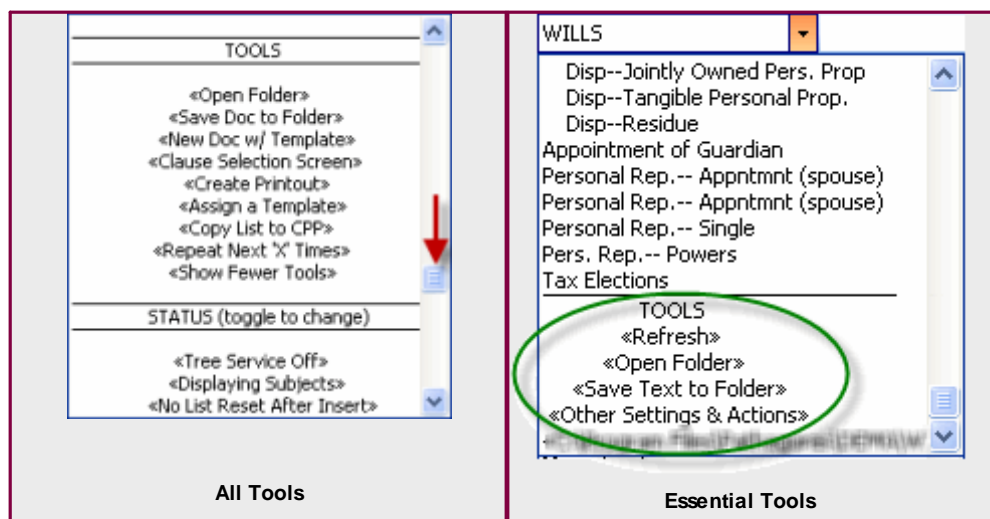 TOOLS
«Open Folder»
«Save Doc to Folder»
«New Doc w/ Template»
«Clause Selection Screen»
«Create Printout»
«Assign a Template»
«Copy List to CPP»
«Repeat Next 'X' Times»
«Show Fewer Tools»
STATUS (toggle to change)
«Tree Service Off»
«Displaying Subjects»
«No List Reset After Insert»
All Tools
WILLS
Disp--Jointly Owned Pers. Prop
Disp--Tangible Personal Prop.
Disp--Residue
Appointment of Guardian
Personal Rep.-- Appntmnt (spouse)
Personal Rep.-- Appntmnt (spouse)
Personal Rep.-- Single
Pers. Rep.-- Powers
Tax Elections
TOOLS
«Refresh»
«Open Folder»
«Save Text to Folder»
«Other Settings & Actions»
Essential Tools